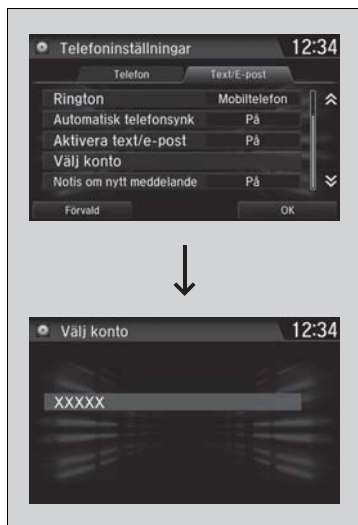 Telefoninställningar 12:34
Telefon Text/E-post
Rington Mobiltelefon
Automatisk telefonsynk På
Aktivera text/e-post På
Välj konto
Notis om nytt meddelande På
Förvald OK
Välj konto 12:34
XXXXX